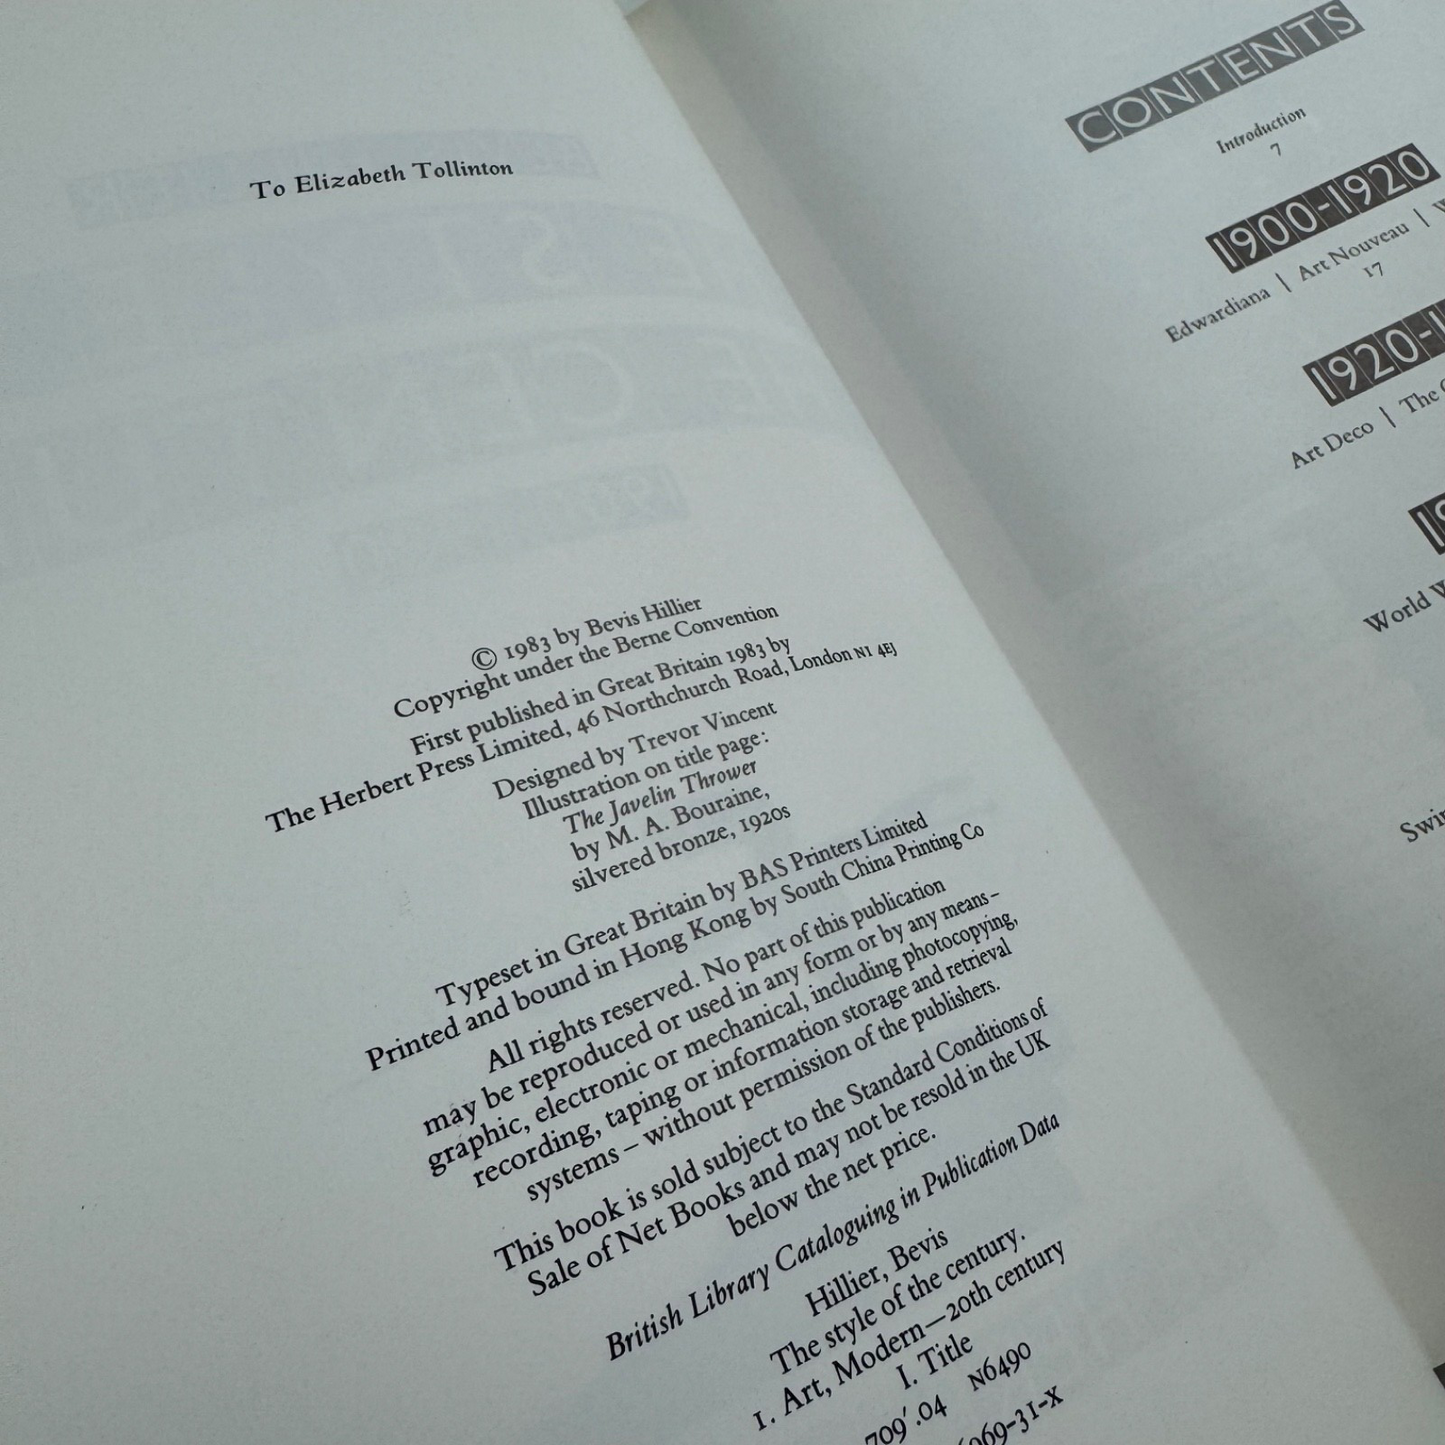 To Elizabeth Tollinton
© 1983 by Bevis Hillier
Copyright under the Berne Convention
First published in Great Britain 1983 by
The Herbert Press Limited, 46 Northchurch Road, London N1 4EJ
Designed by Trevor Vincent
Illustration on title page:
The Javelin Thrower
by M. A. Bouraine,
silvered bronze, 1920s
Typeset in Great Britain by BAS Printers Limited
Printed and bound in Hong Kong by South China Printing Co
All rights reserved. No part of this publication
may be reproduced or used in any form or by any means–
graphic, electronic or mechanical, including photocopying,
recording, taping or information storage and retrieval
systems – without permission of the publishers.
This book is sold subject to the Standard Conditions of
Sale of Net Books and may not be resold in the UK
below the net price.
British Library Cataloguing in Publication Data
Hillier, Bevis
The style of the century.
1. Art, Modern—20th century
I. Title
709'.04 N6490
969-31-X
CONTENTS
Introduction
7
1900-1920
Edwardiana | Art Nouveau |
17
1920-1
Art Deco | The
World